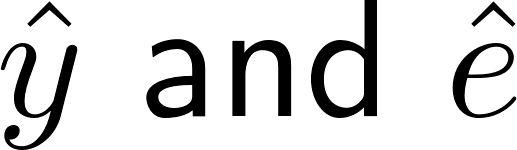 ŷ and ê